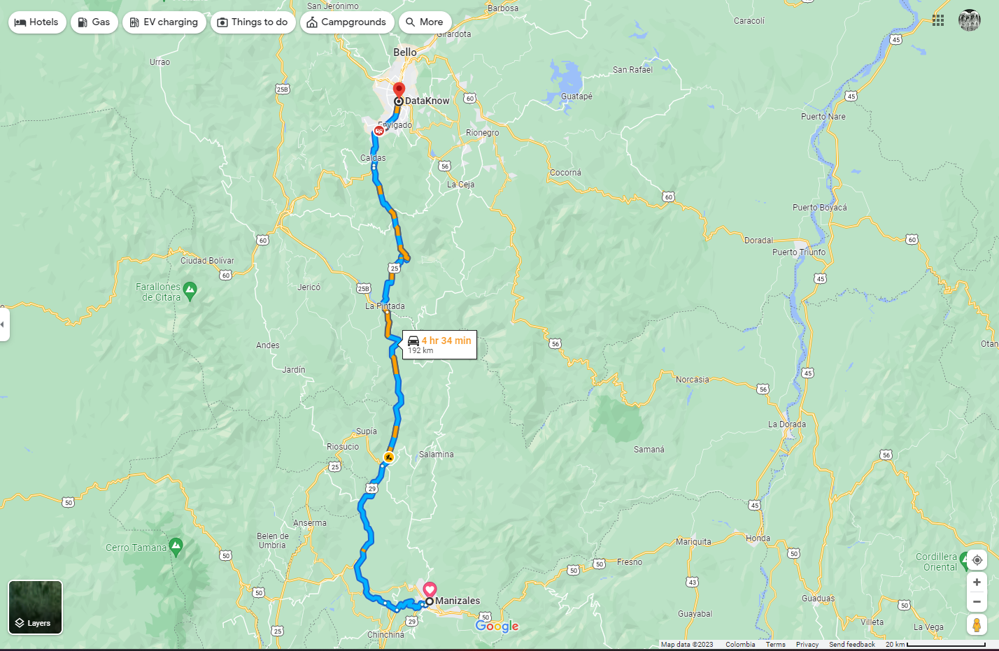 San Jerónimo
Barbosa
Hotels
Gas
EV charging
Things to do
Campgrounds
More
Girardota
Caracolí
45
Bello
Urrao
San Rafael
25B
60
Guatapé
45
DataKnow
Puerto Nare
Envigado
Rionegro
Caldas
56
Cocorná
La Ceja
60
Puerto Boyacá
60
Doradal
60
Puerto Triunfo
Ciudad Bolívar
25
60
45
Farallones
de Citara
Jericó
25B
La Pintada
4 hr 34 min
192 km
Andes
56
Otan
Jardín
45
Norcasia
56
La Dorada
Supía
Riosucio
Samaná
Salamina
56
25
29
50
45
Anserma
Belen de
Umbría
Mariquita
Honda
Cerro Tamana
50
50
50
Fresno
50
Cordillera
Oriental
43
50
Manizales
Guaduas
50
Layers
29
50
Guayabal
Villeta
La Vega
25
Chinchiná
Google
Map data ©2023
Colombia
Terms
Privacy
Send feedback
20 km